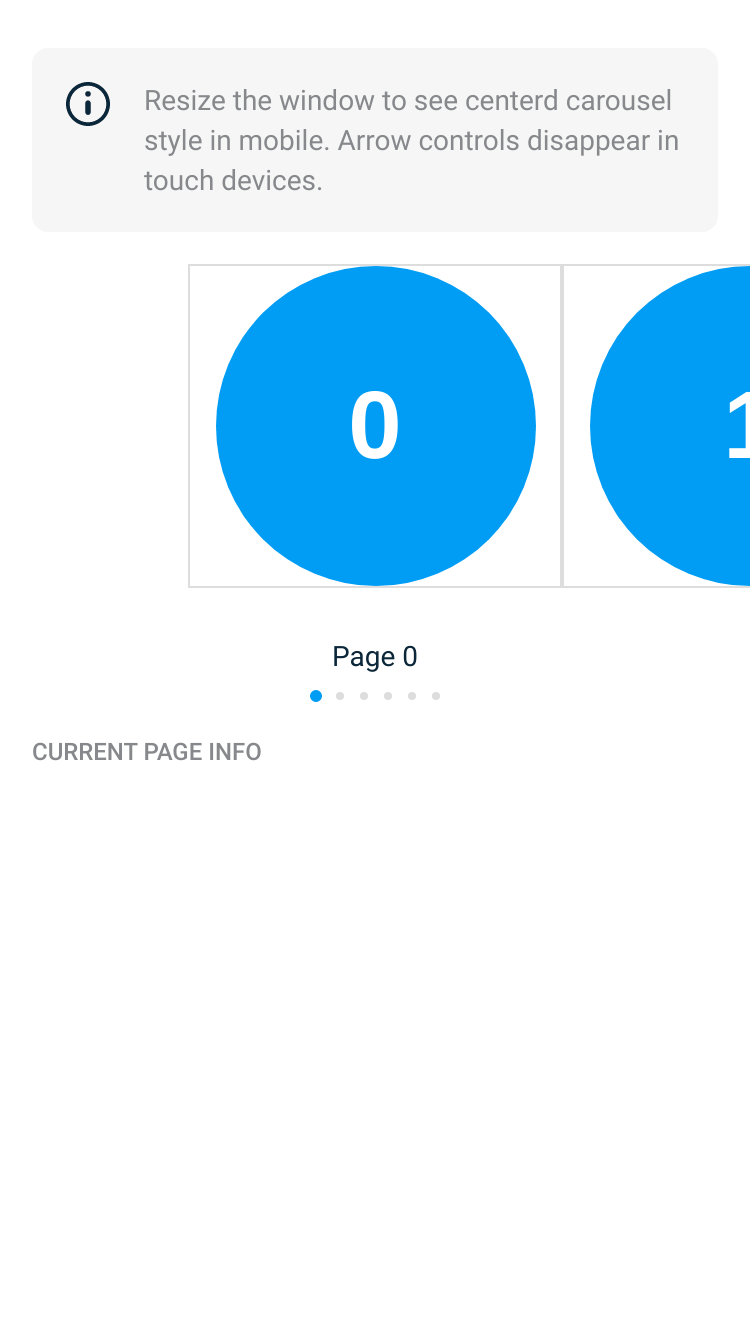 Resize the window to see centerd carousel
style in mobile. Arrow controls disappear in
touch devices.
0
1
Page 0
CURRENT PAGE INFO